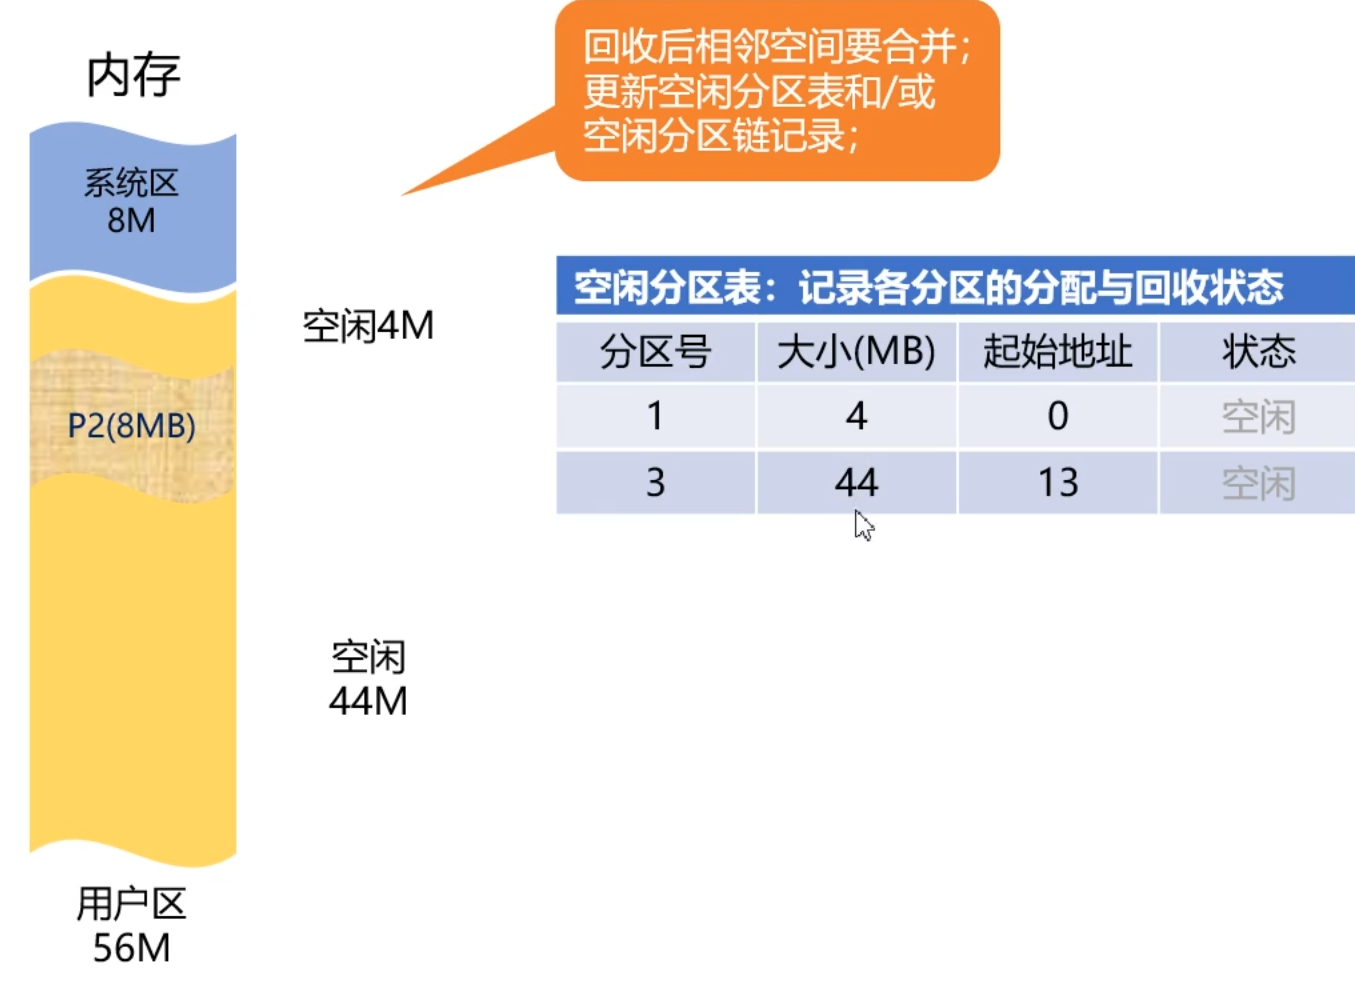 内存
系统区
8M
P2(8MB)
用户区
56M
空闲4M
空闲
44M
回收后相邻空间要合并；
更新空闲分区表和/或
空闲分区链记录；
空闲分区表：记录各分区的分配与回收状态
分区号 大小(MB) 起始地址 状态
1 4 0 空闲
3 44 13 空闲